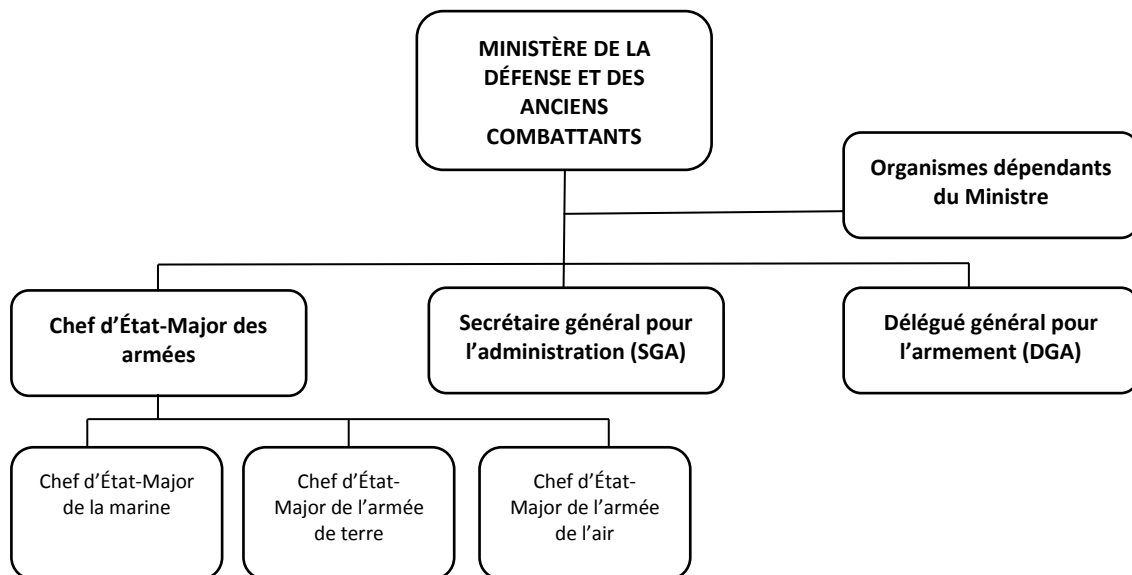 MINISTÈRE DE LA
DÉFENSE ET DES
ANCIENS
COMBATTANTS
Organismes dépendants
du Ministre
Chef d’État-Major des
armées
Secrétaire général pour
l’administration (SGA)
Délégué général pour
l’armement (DGA)
Chef d’État-Major
de la marine
Chef d’État-
Major de l’armée
de terre
Chef d’État-
Major de l’armée
de l’air